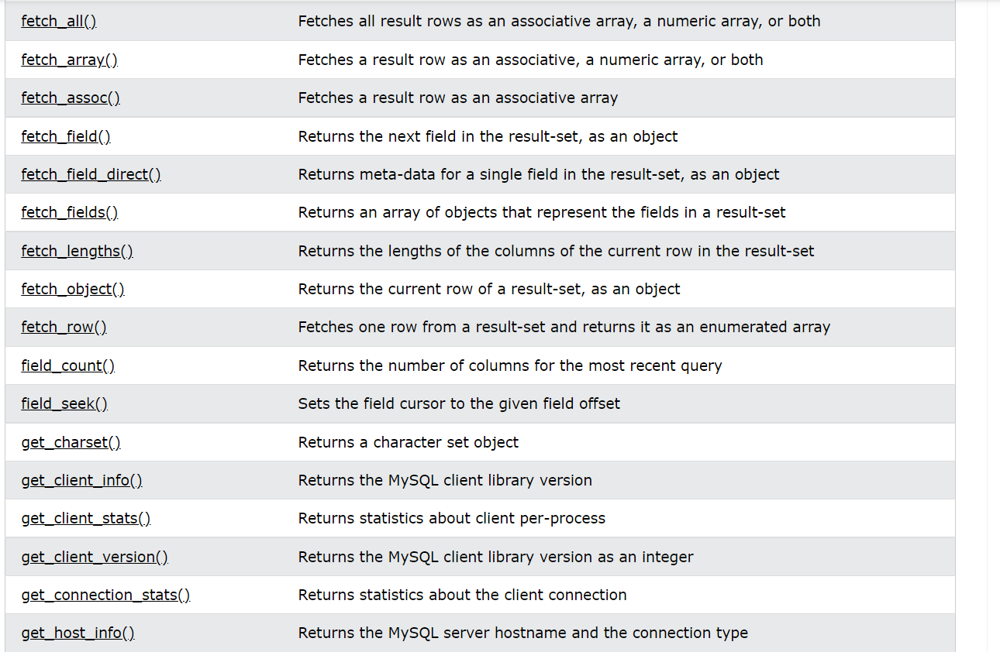 fetch_all() Fetches all result rows as an associative array, a numeric array, or both
fetch_array() Fetches a result row as an associative, a numeric array, or both
fetch_assoc() Fetches a result row as an associative array
fetch_field() Returns the next field in the result-set, as an object
fetch_field_direct() Returns meta-data for a single field in the result-set, as an object
fetch_fields() Returns an array of objects that represent the fields in a result-set
fetch_lengths() Returns the lengths of the columns of the current row in the result-set
fetch_object() Returns the current row of a result-set, as an object
fetch_row() Fetches one row from a result-set and returns it as an enumerated array
field_count() Returns the number of columns for the most recent query
field_seek() Sets the field cursor to the given field offset
get_charset() Returns a character set object
get_client_info() Returns the MySQL client library version
get_client_stats() Returns statistics about client per-process
get_client_version() Returns the MySQL client library version as an integer
get_connection_stats() Returns statistics about the client connection
get_host_info() Returns the MySQL server hostname and the connection type